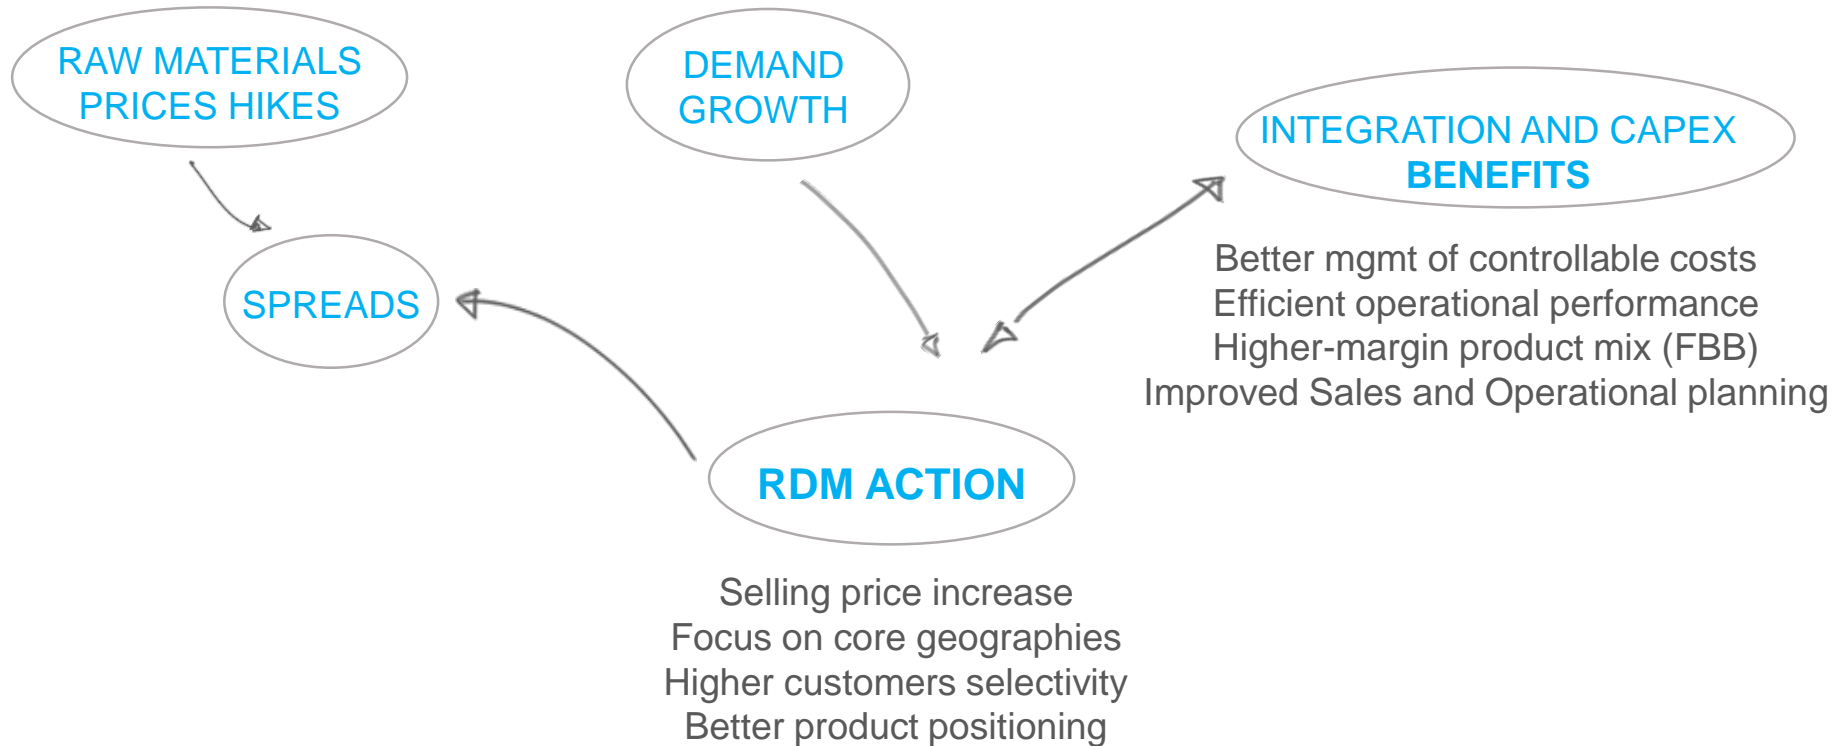 RAW MATERIALS
PRICES HIKES
DEMAND
GROWTH
INTEGRATION AND CAPEX
BENEFITS
Better mgmt of controllable costs
Efficient operational performance
Higher-margin product mix (FBB)
Improved Sales and Operational planning
SPREADS
RDM ACTION
Selling price increase
Focus on core geographies
Higher customers selectivity
Better product positioning